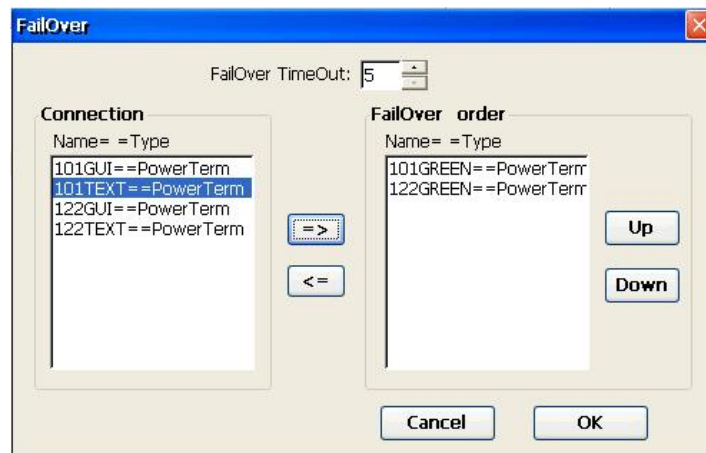 FailOver
FailOver TimeOut: 5
Connection
Name= =Type
101GUI==PowerTerm
101TEXT==PowerTerm
122GUI==PowerTerm
122TEXT==PowerTerm
=>
<=
FailOver order
Name= =Type
101GREEN==PowerTerm
122GREEN==PowerTerm
Up
Down
Cancel
OK